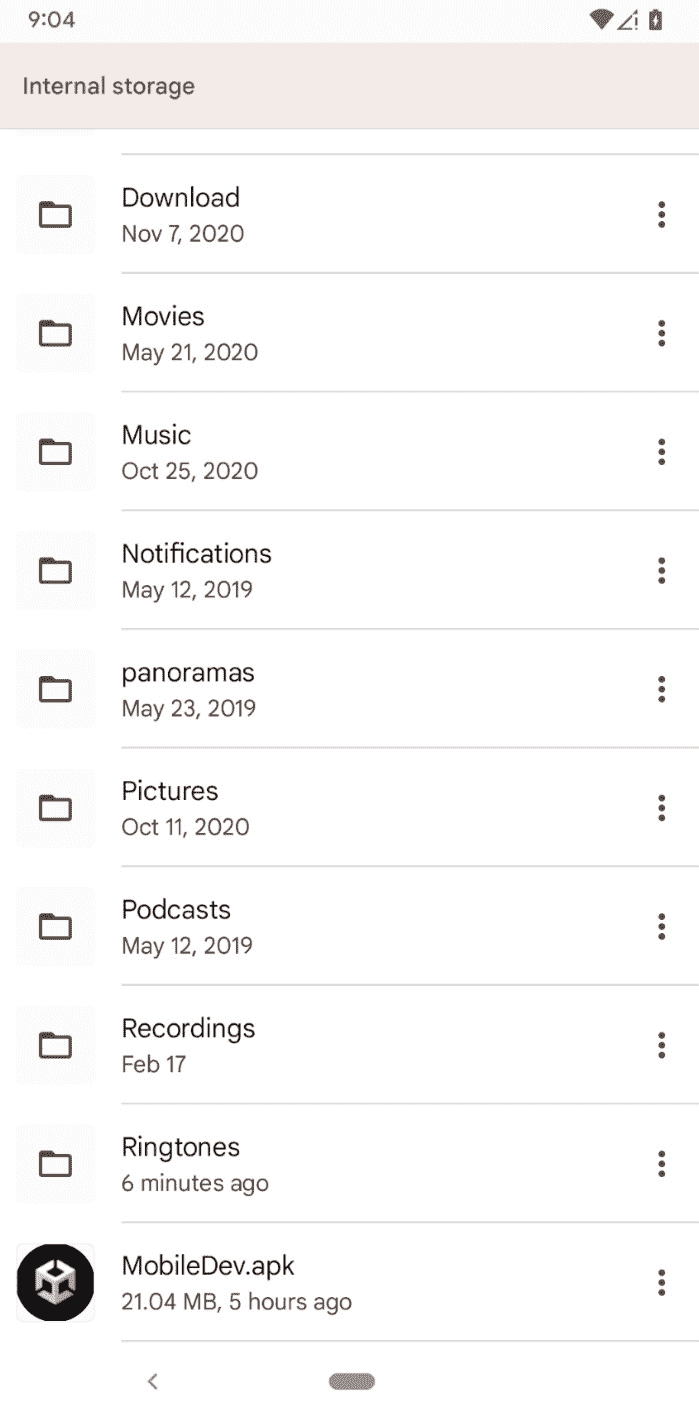 9:04
Internal storage
Download
Nov 7, 2020
Movies
May 21, 2020
Music
Oct 25, 2020
Notifications
May 12, 2019
panoramas
May 23, 2019
Pictures
Oct 11, 2020
Podcasts
May 12, 2019
Recordings
Feb 17
Ringtones
6 minutes ago
MobileDev.apk
21.04 MB, 5 hours ago